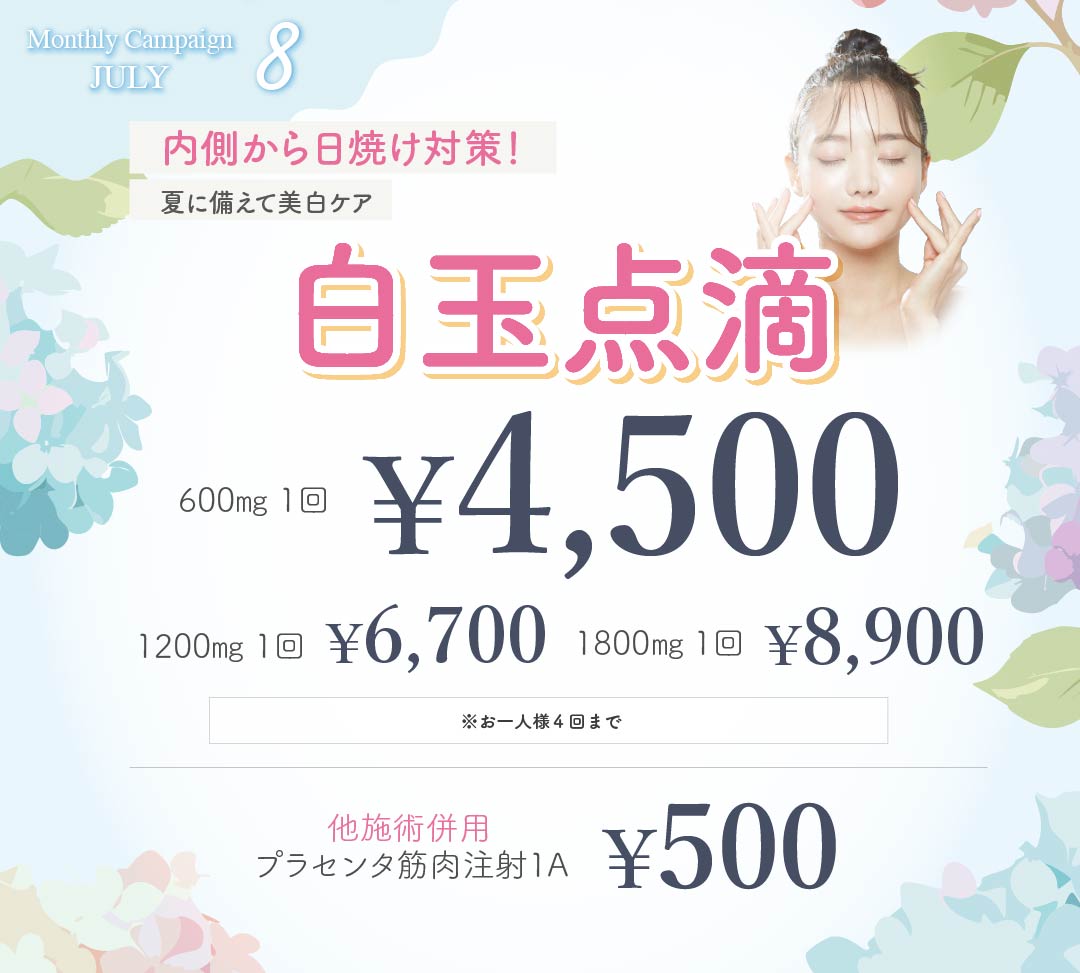 Monthly Campaign
JULY
8
内側から日焼け対策！
夏に備えて美白ケア
白玉点滴
600mg 1回 ¥4,500
1200mg 1回 ¥6,700 1800mg 1回 ¥8,900
※お一人様4回まで
他施術併用
プラセンタ筋肉注射1A ¥500